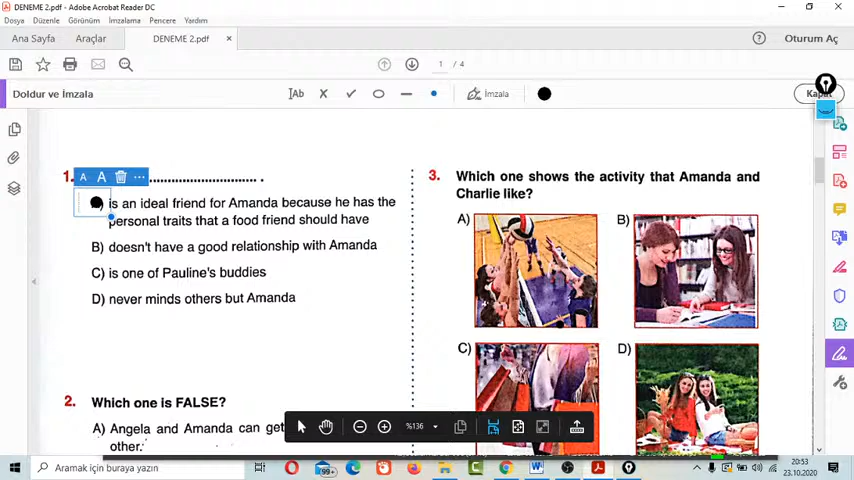 DENEME 2.pdf - Adobe Acrobat Reader DC
Dosya Düzenle Görünüm İmzalama Pencere Yardım
Ana Sayfa Araçlar DENEME 2.pdf × Oturum Aç
1 / 4
Doldur ve İmzala Ab İmzala Kapat
1. .............................. .
is an ideal friend for Amanda because he has the
personal traits that a food friend should have
B) doesn't have a good relationship with Amanda
C) is one of Pauline's buddies
D) never minds others but Amanda
2. Which one is FALSE?
A) Angela and Amanda can get
other.
3. Which one shows the activity that Amanda and
Charlie like?
A) B)
C) D)
%136
Aramak için buraya yazın
99+
20:53
23.10.2020